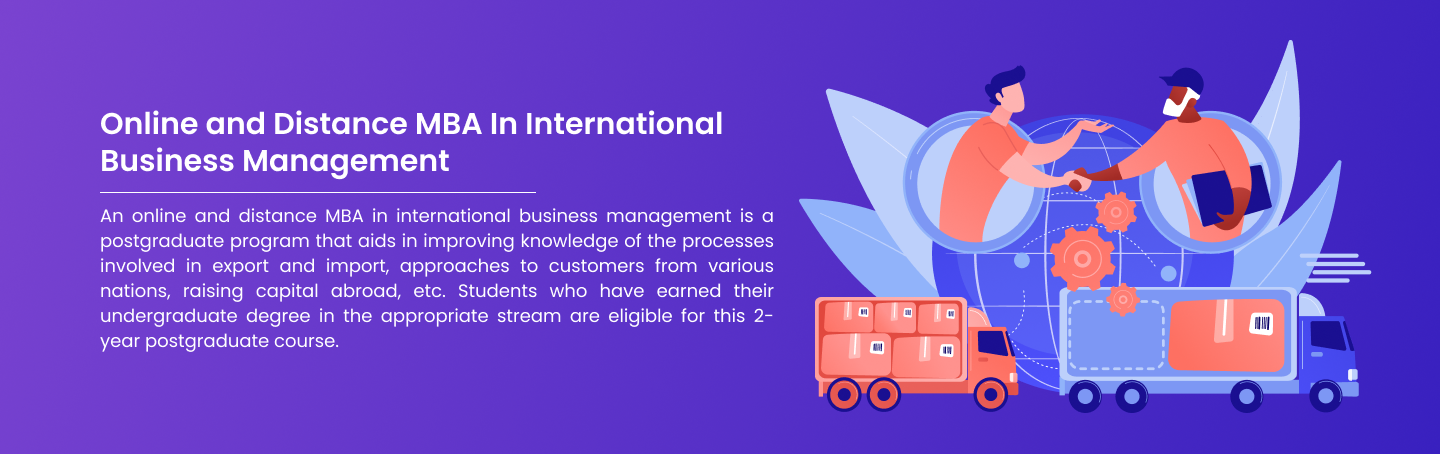 Online and Distance MBA In International
Business Management
An online and distance MBA in international business management is a
postgraduate program that aids in improving knowledge of the processes
involved in export and import, approaches to customers from various
nations, raising capital abroad, etc. Students who have earned their
undergraduate degree in the appropriate stream are eligible for this 2-
year postgraduate course.